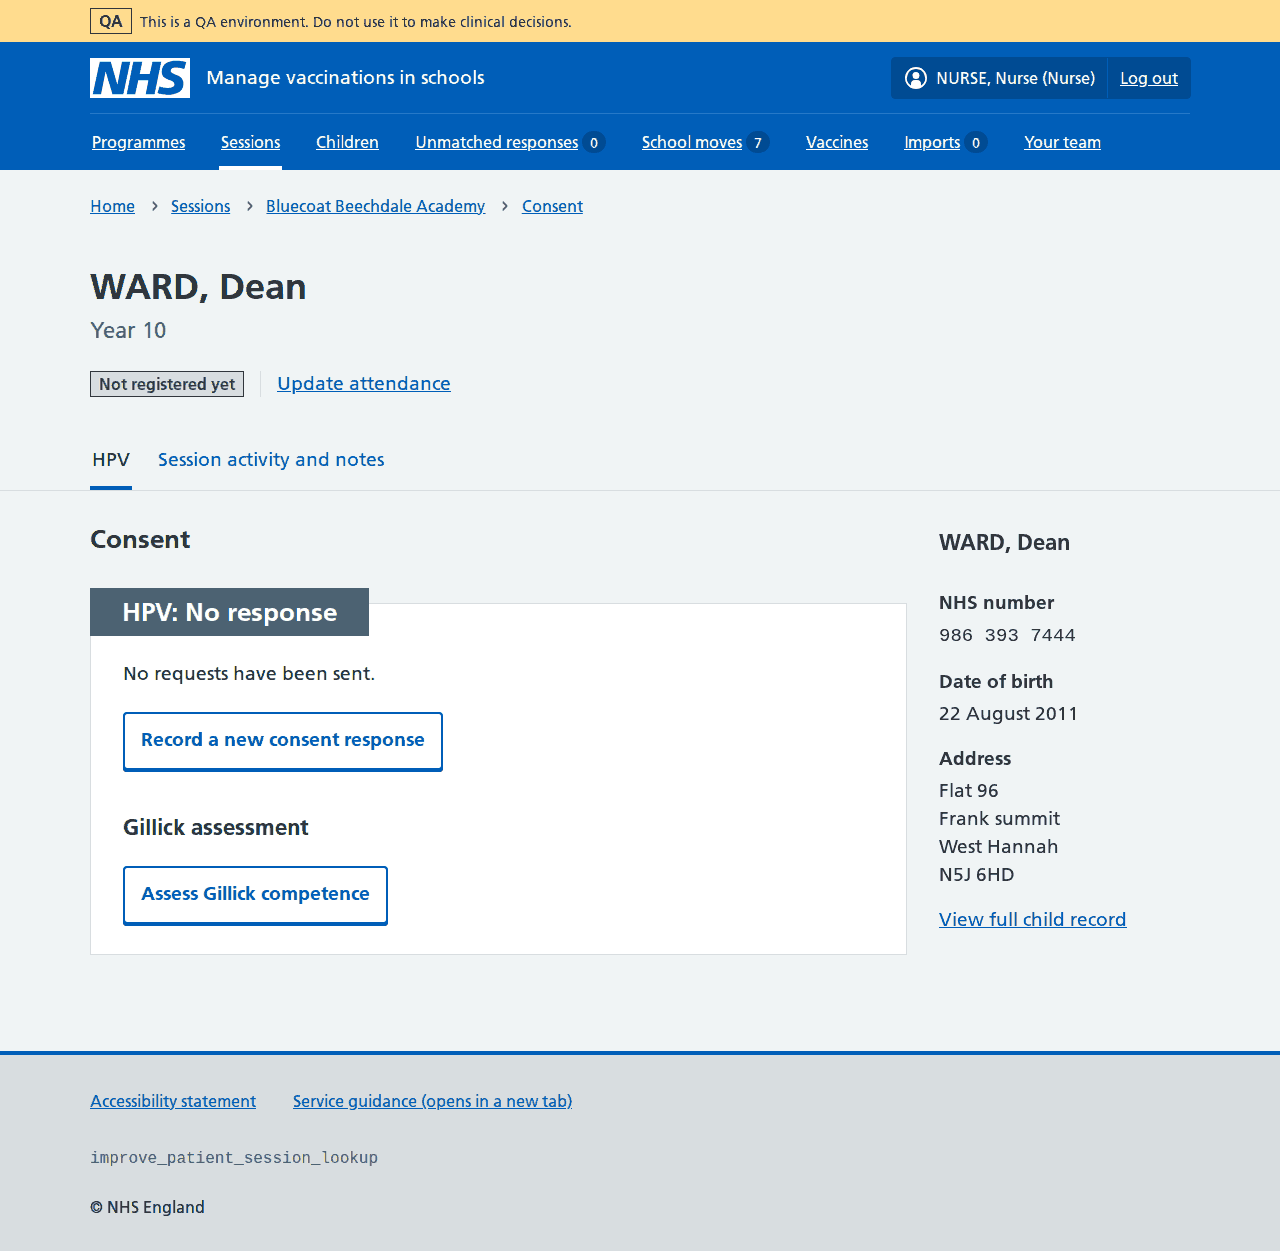 QA This is a QA environment. Do not use it to make clinical decisions.
NHS Manage vaccinations in schools NURSE, Nurse (Nurse) Log out
Programmes Sessions Children Unmatched responses 0 School moves 7 Vaccines Imports 0 Your team
Home Sessions Bluecoat Beechdale Academy Consent
WARD, Dean
Year 10
Not registered yet Update attendance
HPV Session activity and notes
Consent
HPV: No response
No requests have been sent.
Record a new consent response
Gillick assessment
Assess Gillick competence
WARD, Dean
NHS number
986 393 7444
Date of birth
22 August 2011
Address
Flat 96
Frank summit
West Hannah
N5J 6HD
View full child record
Accessibility statement Service guidance (opens in a new tab)
improve_patient_session_lookup
© NHS England